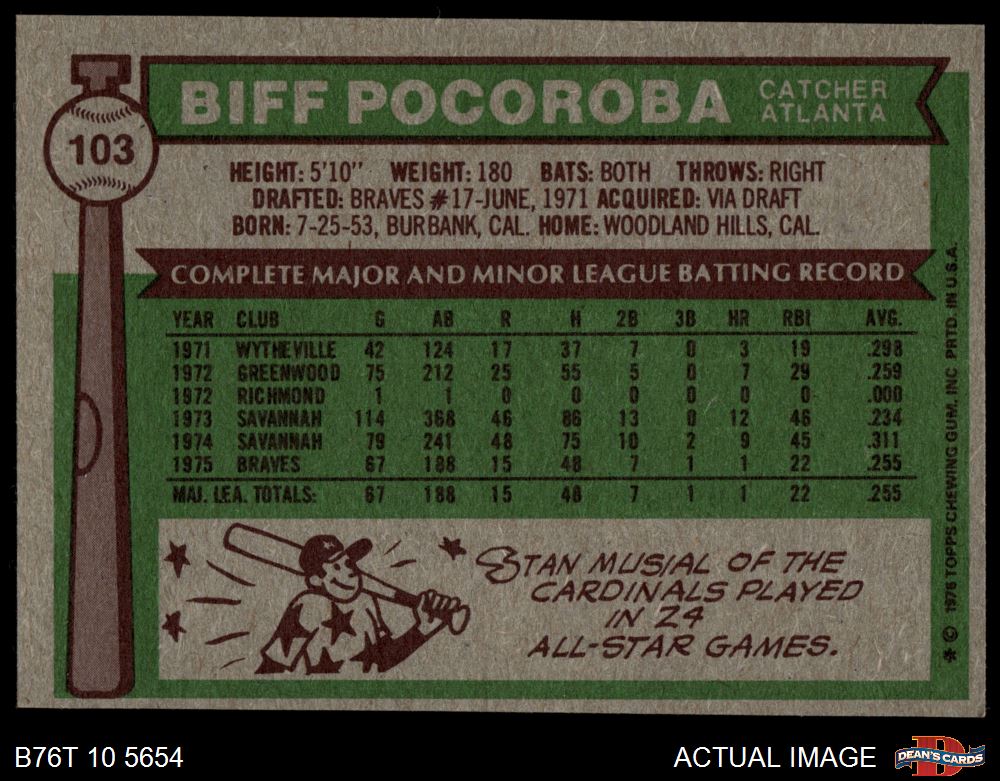 BIFF POCOROBA
CATCHER
ATLANTA
103
HEIGHT: 5'10" WEIGHT: 180 BATS: BOTH THROWS: RIGHT
DRAFTED: BRAVES #17-JUNE, 1971 ACQUIRED: VIA DRAFT
BORN: 7-25-53, BURBANK, CAL. HOME: WOODLAND HILLS, CAL.
COMPLETE MAJOR AND MINOR LEAGUE BATTING RECORD
YEAR CLUB G AB R H 2B 3B HR RBI AVG.
1971 WYTHEVILLE 42 124 17 37 7 0 3 19 .298
1972 GREENWOOD 75 212 25 55 5 0 7 29 .259
1972 RICHMOND 1 1 0 0 0 0 0 0 .000
1973 SAVANNAH 114 368 46 86 13 0 12 46 .234
1974 SAVANNAH 79 241 48 75 10 2 9 45 .311
1975 BRAVES 67 188 15 48 7 1 1 22 .255
MAJ. LEA. TOTALS: 67 188 15 48 7 1 1 22 .255
STAN MUSIAL OF THE
CARDINALS PLAYED
IN 24
ALL-STAR GAMES.
* © 1976 TOPPS CHEWING GUM, INC PRTD. IN U.S.A.
B76T 10 5654
ACTUAL IMAGE
D
DEAN'S CARDS